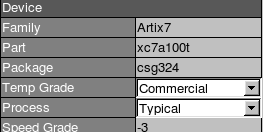 Device
Family Artix7
Part xc7a100t
Package csg324
Temp Grade Commercial
Process Typical
Speed Grade -3